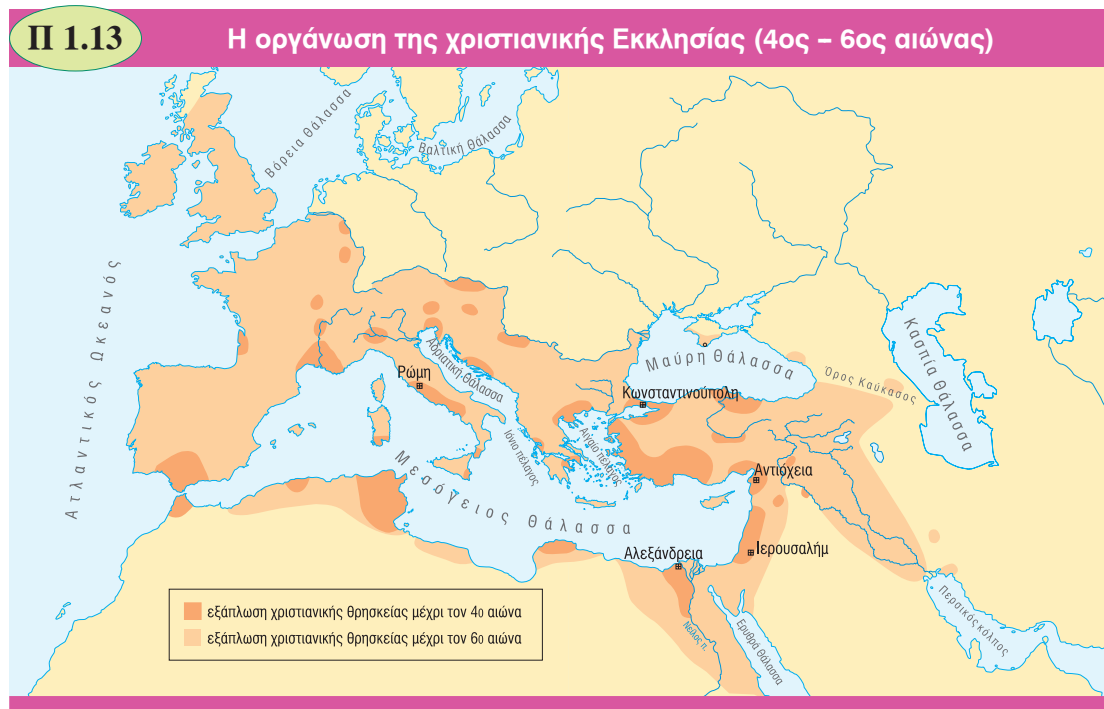 Π 1.13
Η οργάνωση της χριστιανικής Εκκλησίας (4ος – 6ος αιώνας)
Βόρεια Θάλασσα
Βαλτική Θάλασσα
Ατλαντικός Ωκεανός
Κασπία Θάλασσα
Μαύρη Θάλασσα
Όρος Καύκασος
Αδριατική Θάλασσα
Ρώμη
Κωνσταντινούπολη
Ιόνιο πέλαγος
Αιγαίο πέλαγος
Μεσόγειος Θάλασσα
Αντιόχεια
Αλεξάνδρεια
Ιερουσαλήμ
Νείλος π.
Ερυθρά Θάλασσα
Περσικός κόλπος
εξάπλωση χριστιανικής θρησκείας μέχρι τον 4ο αιώνα
εξάπλωση χριστιανικής θρησκείας μέχρι τον 6ο αιώνα